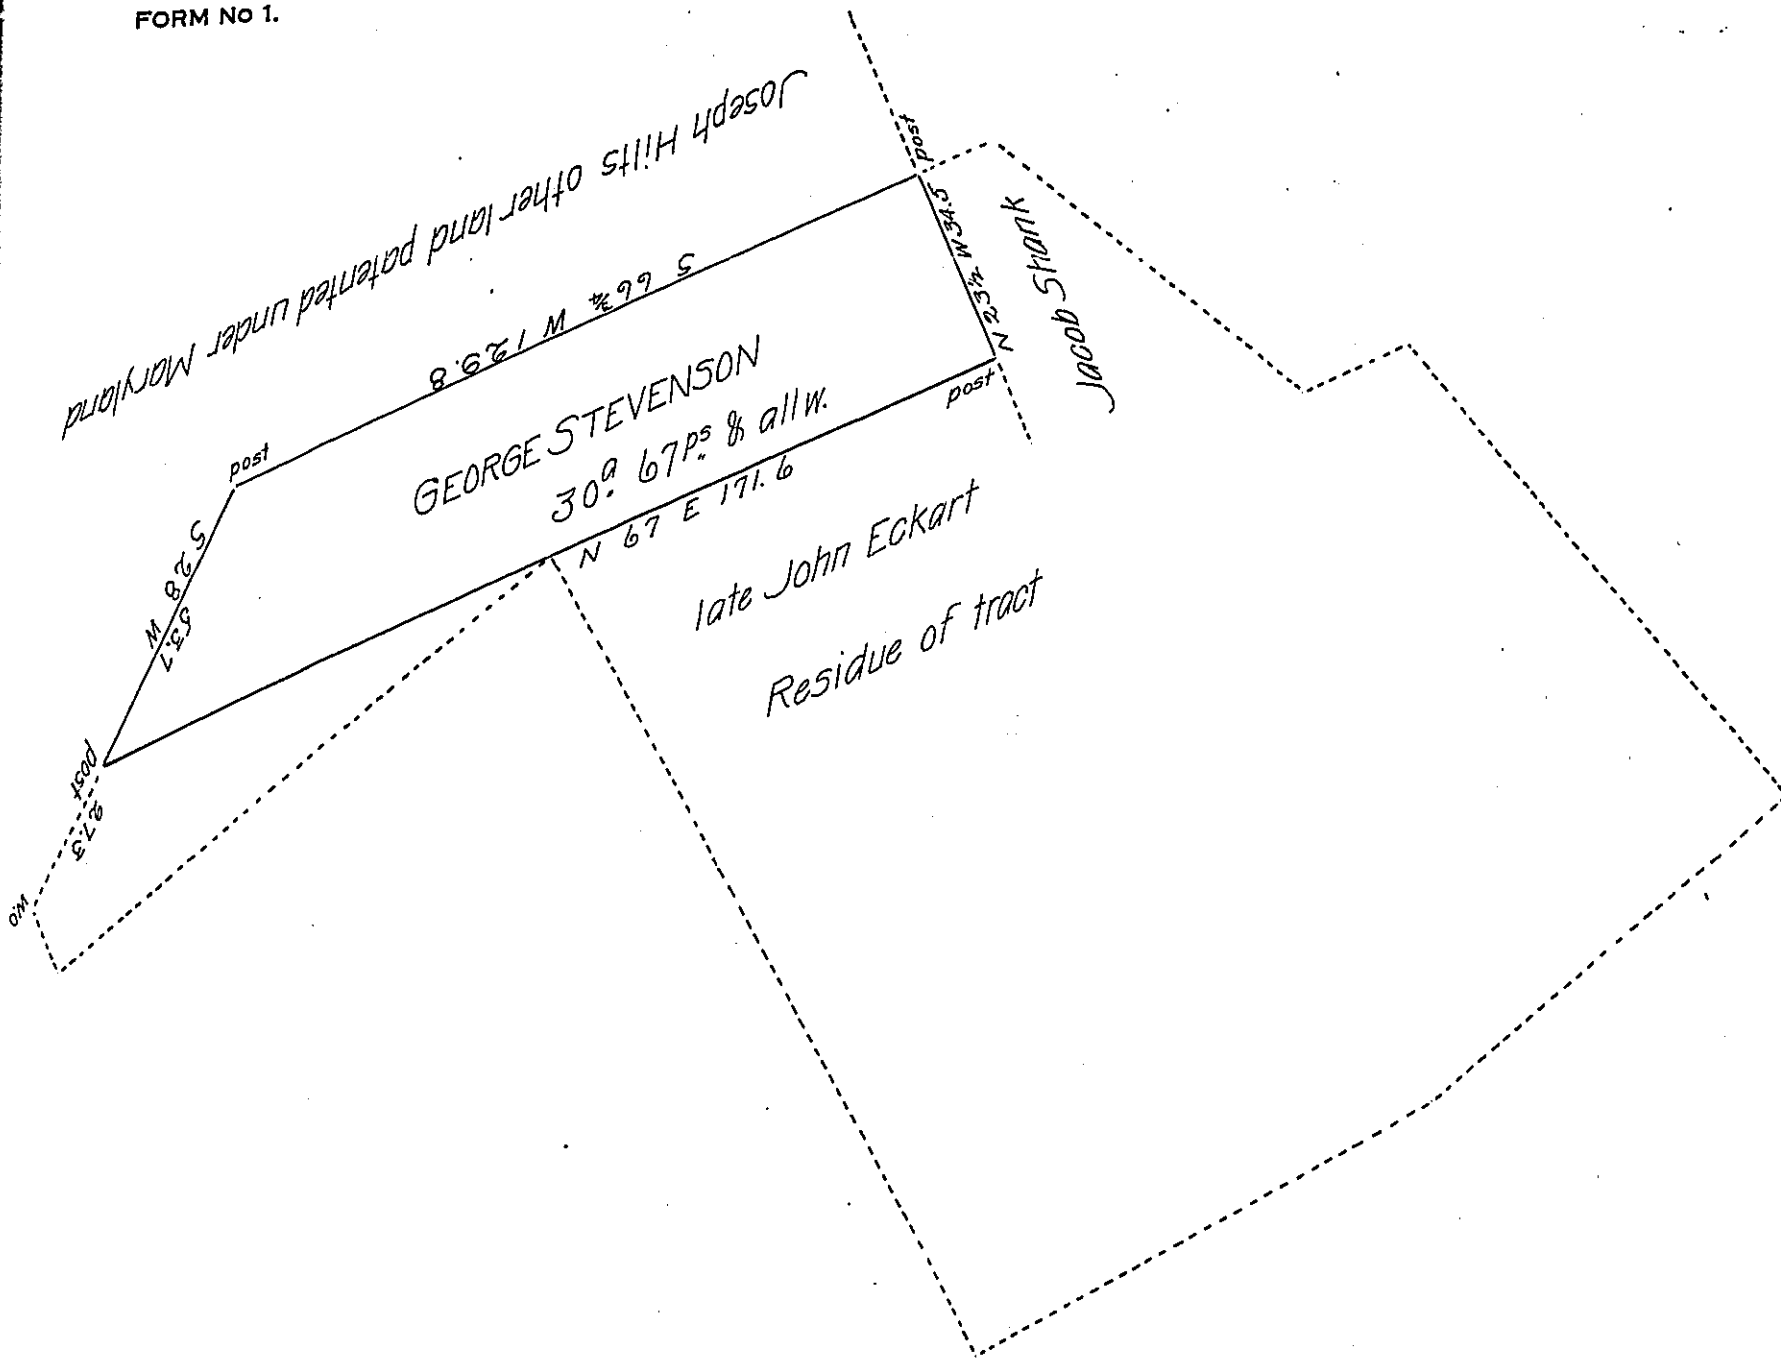 FORM No 1.
Joseph Hilts other land patented under Maryland
post
S 66¾ W 129.8
N 23½ W 34.5
Jacob Shank
GEORGE STEVENSON
30a. 67ps. & allw.
post
post
S 28 W 53.7
N 67 E 171.6
late John Eckart
Residue of tract
post
27.3
W.O